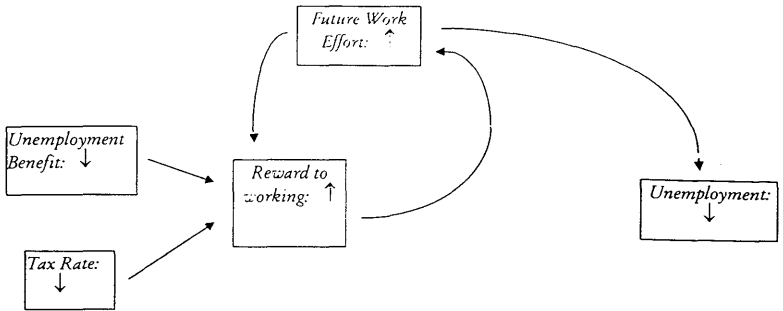 Future Work
Effort: ↑
Unemployment
Benefit: ↓
Reward to
working: ↑
Unemployment:
↓
Tax Rate:
↓